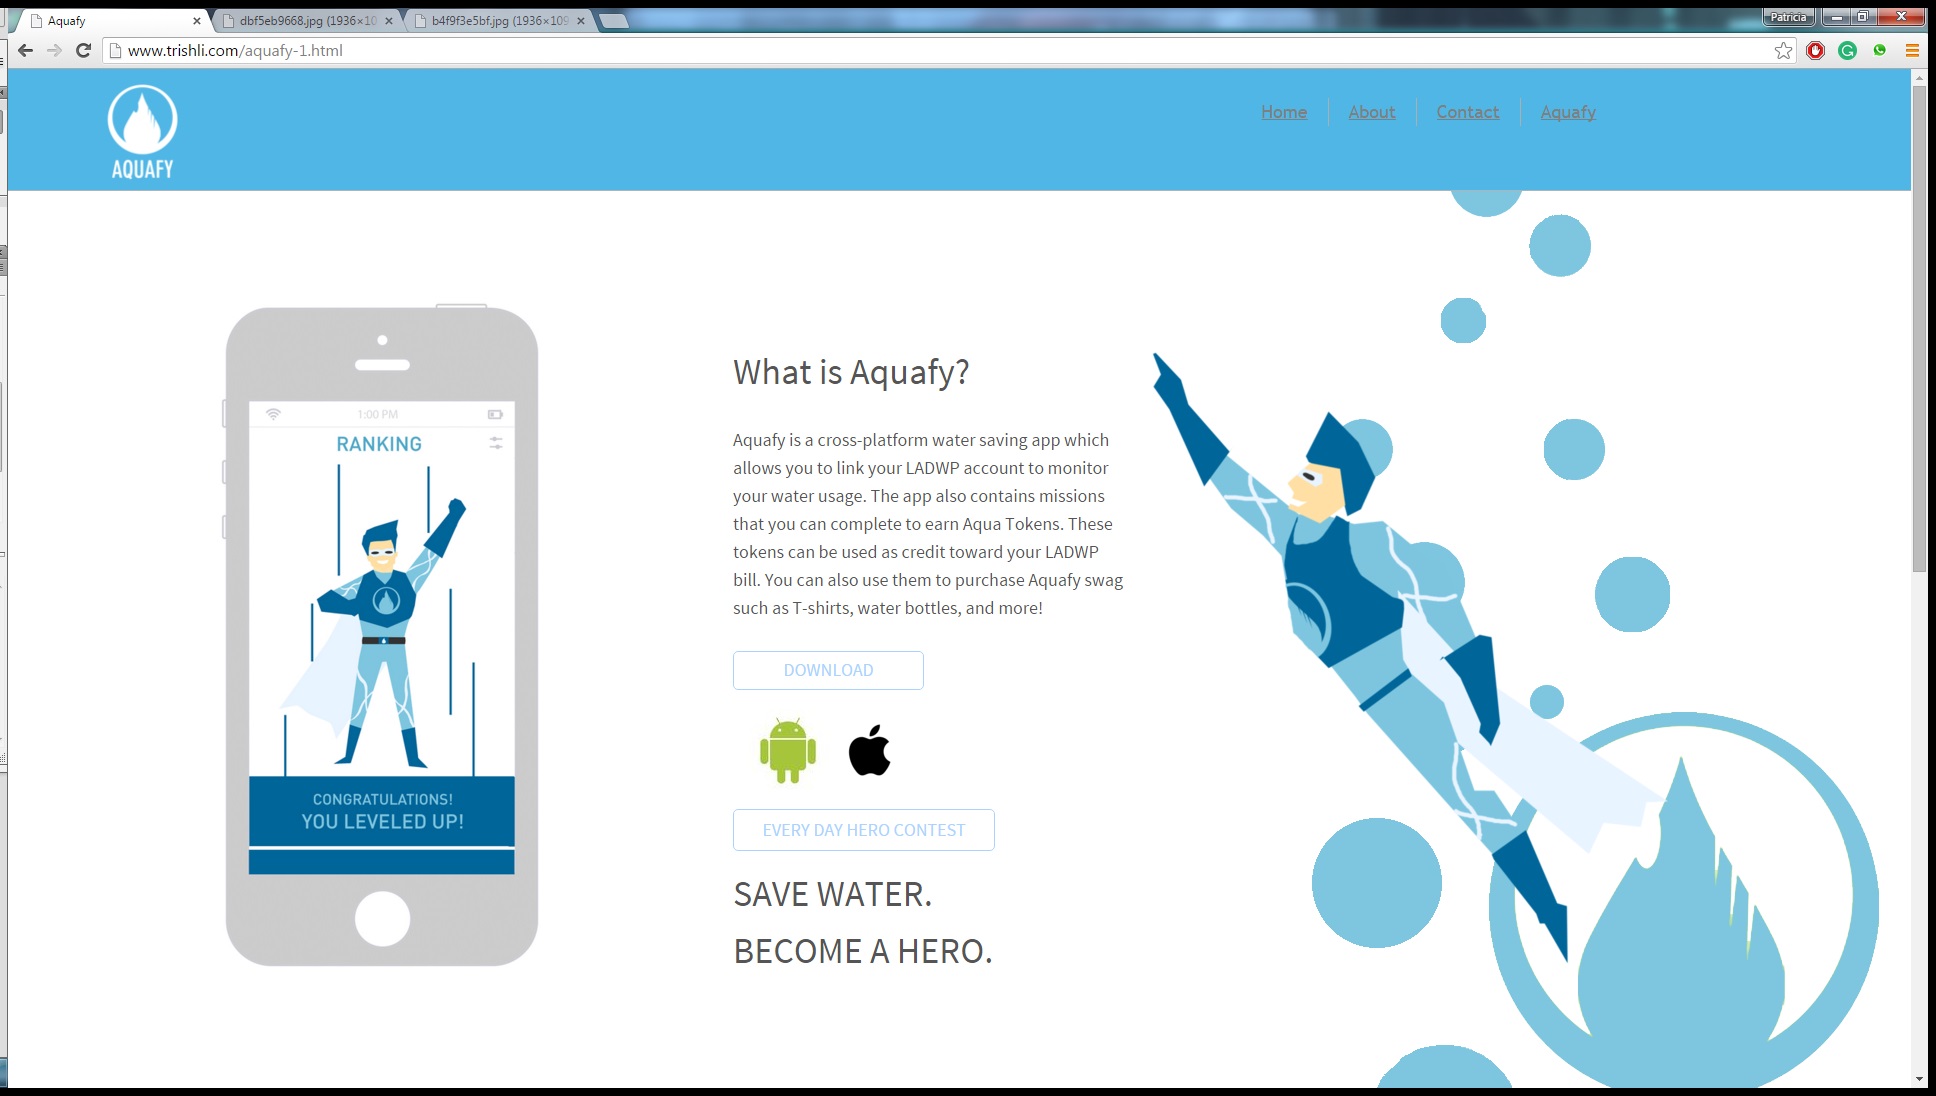 Aquafy
dbf5eb9668.jpg (1936×10
b4f9f3e5bf.jpg (1936×109
Patricia
www.trishli.com/aquafy-1.html
AQUAFY
Home
About
Contact
Aquafy
1:00 PM
RANKING
CONGRATULATIONS!
YOU LEVELED UP!
What is Aquafy?
Aquafy is a cross-platform water saving app which
allows you to link your LADWP account to monitor
your water usage. The app also contains missions
that you can complete to earn Aqua Tokens. These
tokens can be used as credit toward your LADWP
bill. You can also use them to purchase Aquafy swag
such as T-shirts, water bottles, and more!
DOWNLOAD
EVERY DAY HERO CONTEST
SAVE WATER.
BECOME A HERO.